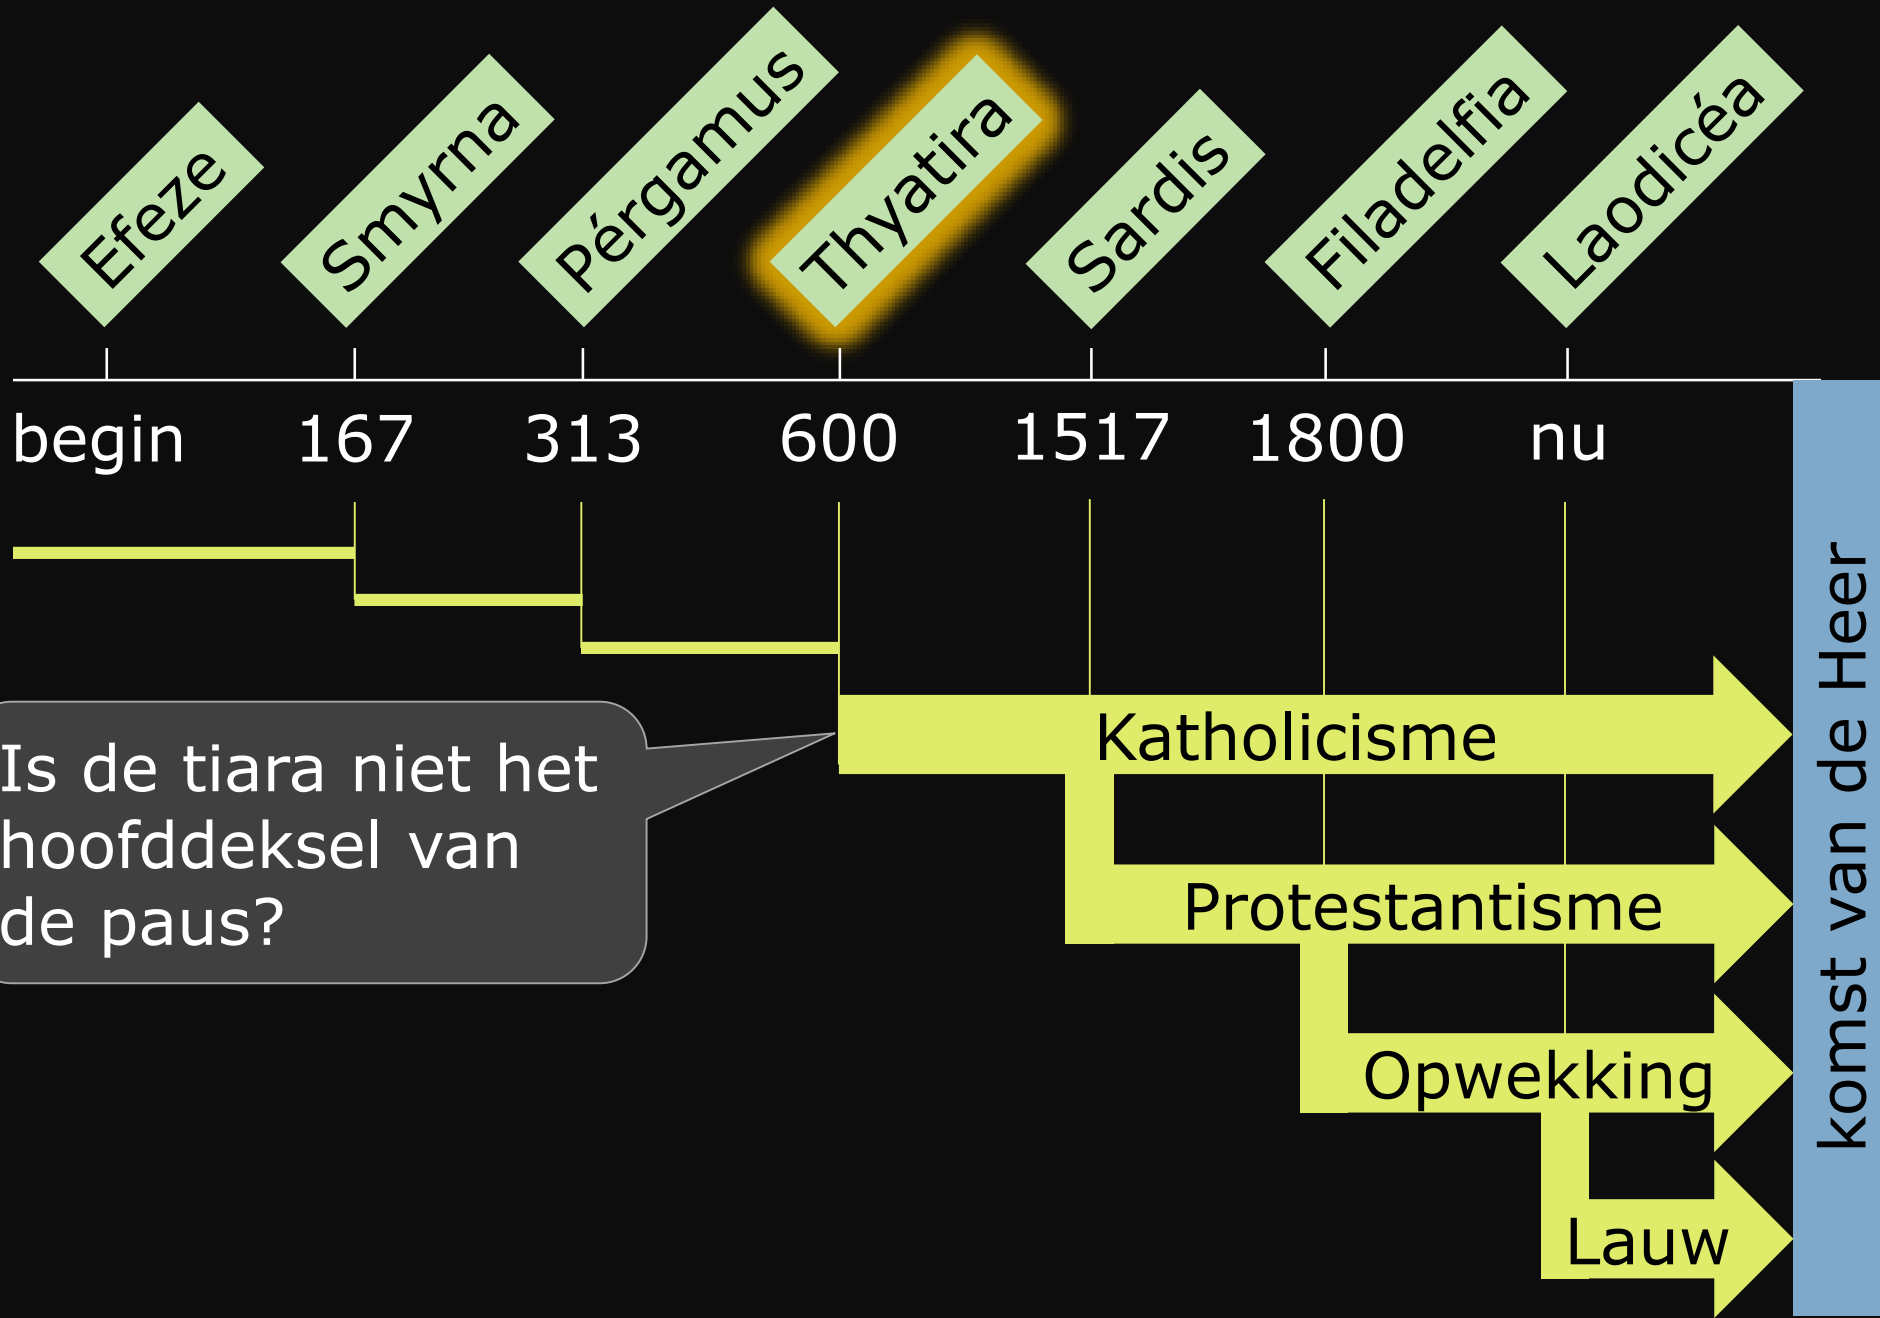 Efeze
Smyrna
Pérgamus
Thyatira
Sardis
Filadelfia
Laodicéa
begin 167 313 600 1517 1800 nu
Katholicisme
Is de tiara niet het
hoofddeksel van
de paus?
Protestantisme
Opwekking
Lauw
komst van de Heer